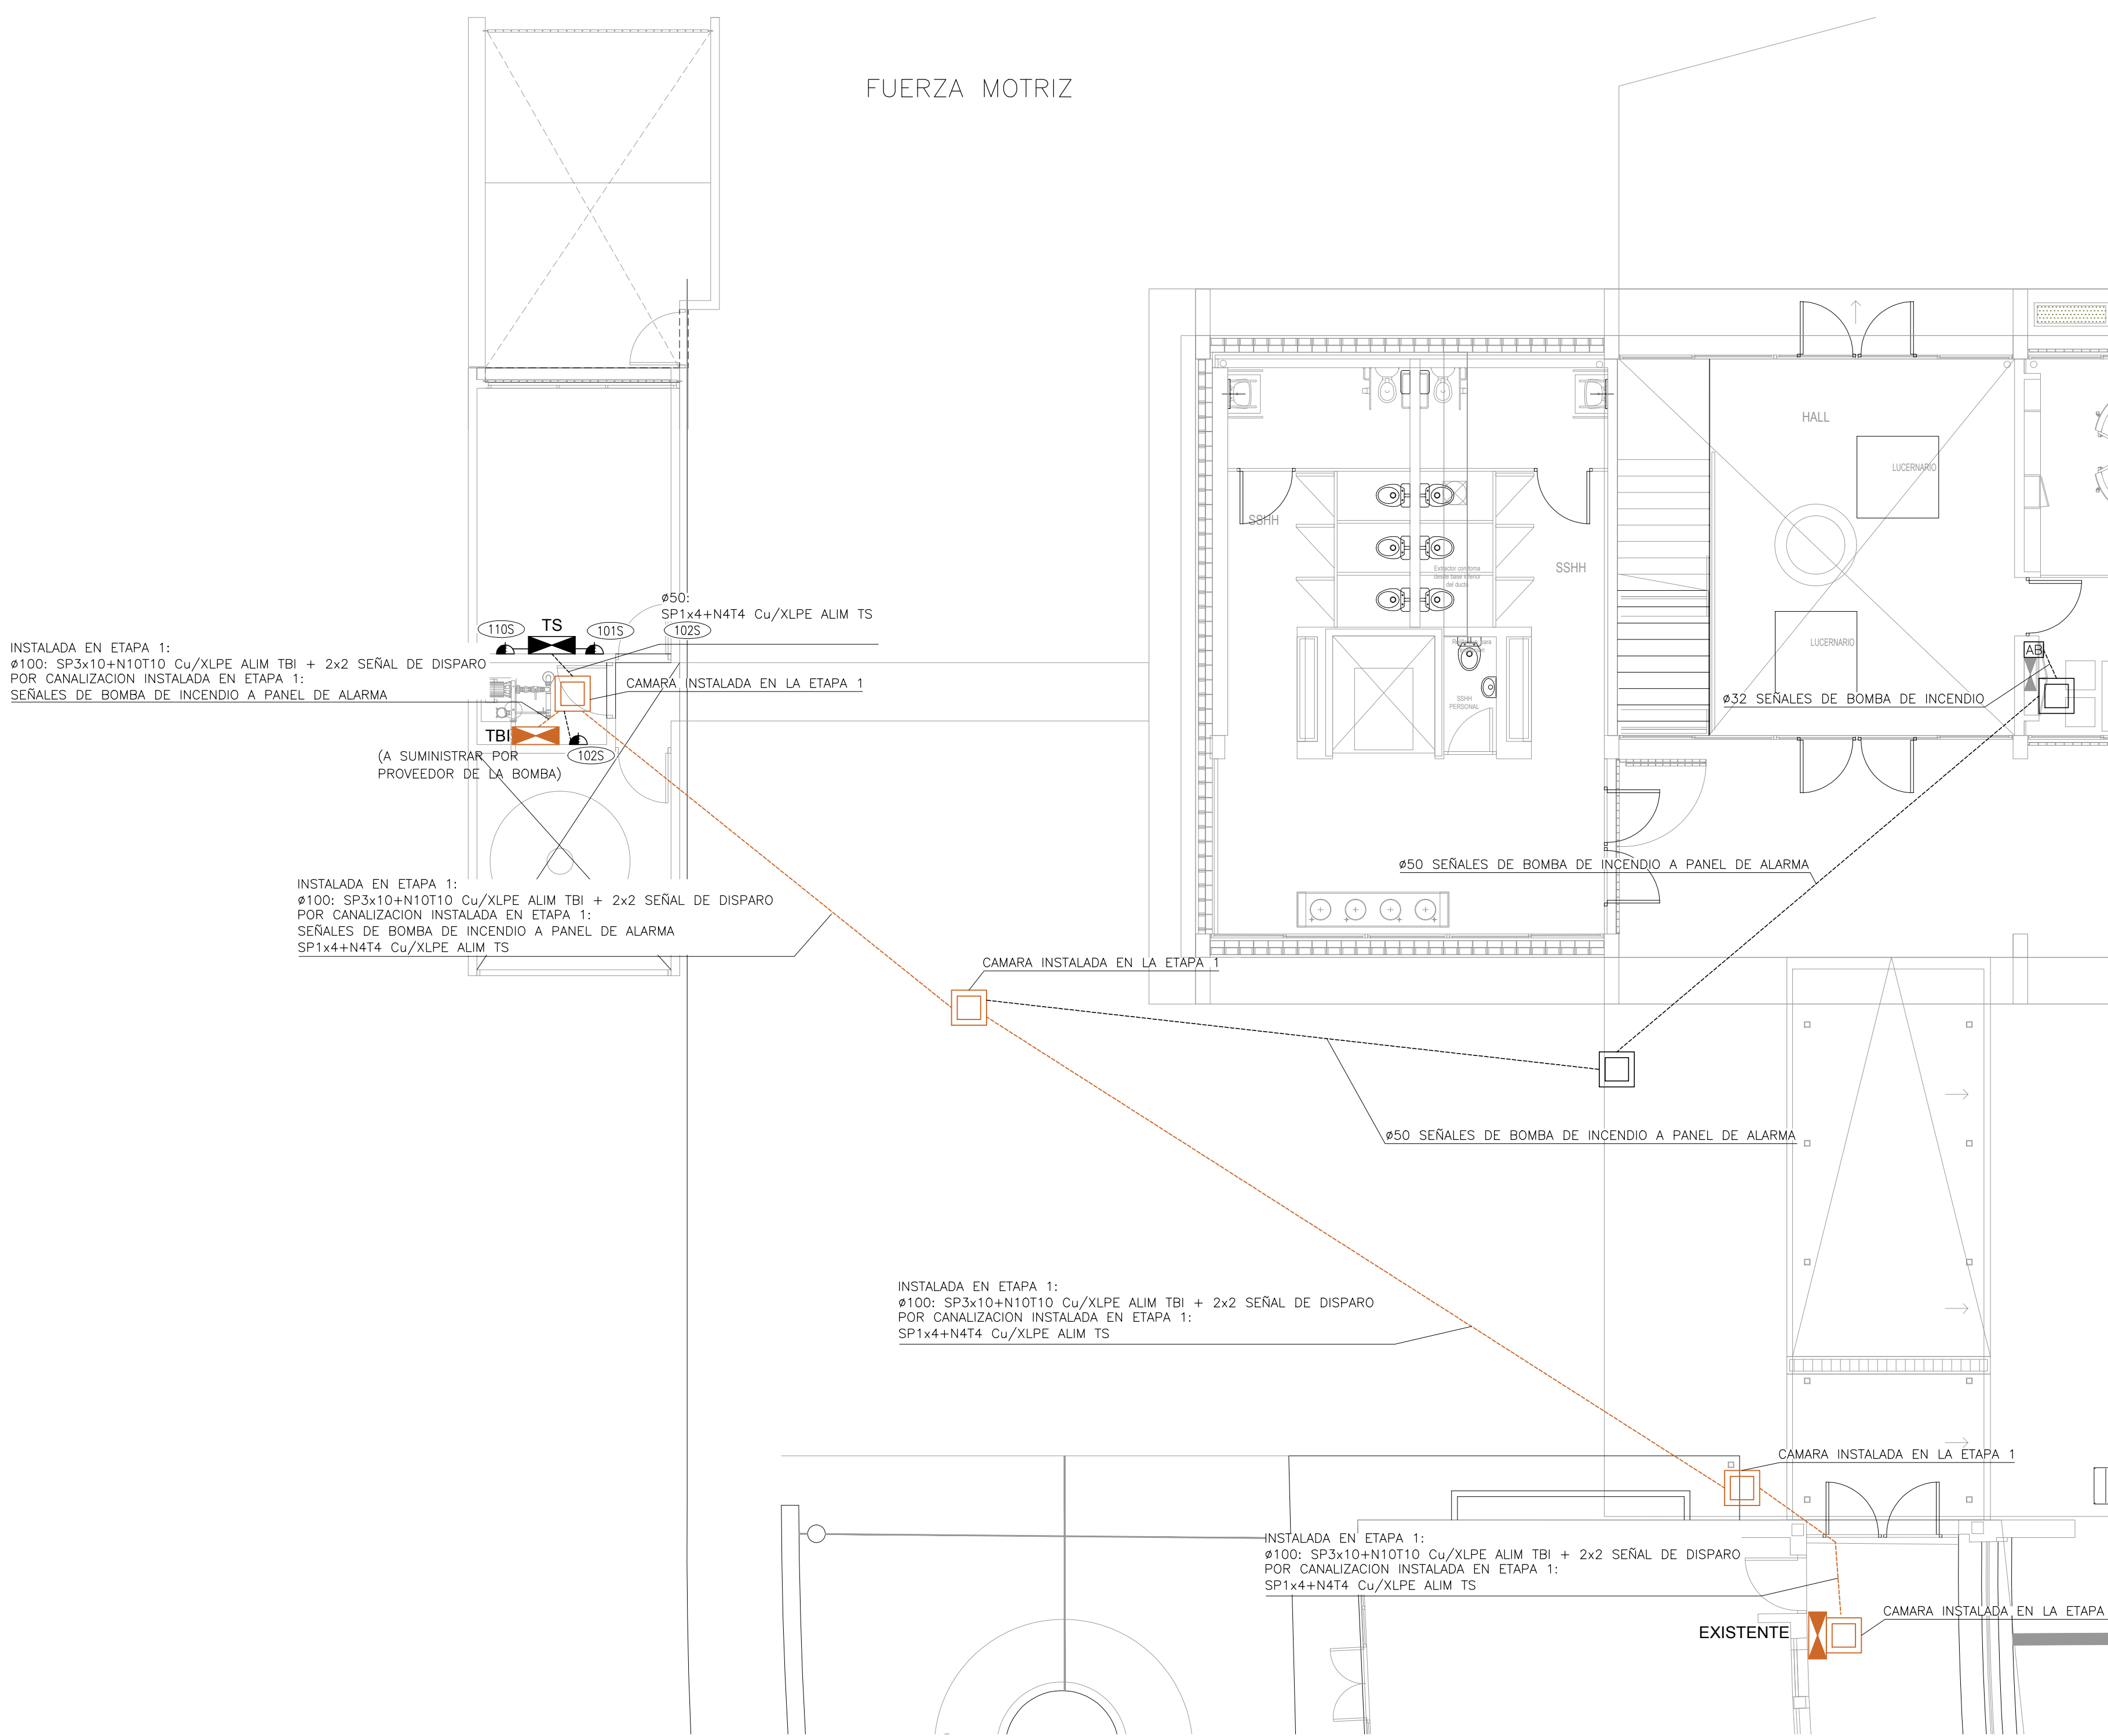 FUERZA MOTRIZ
HALL
LUCERNARIO
SSHH
Extractor con toma
desde base inferior
del ducto
SSHH
ø50:
SP1x4+N4T4 Cu/XLPE ALIM TS
110S
TS
101S
102S
INSTALADA EN ETAPA 1:
ø100: SP3x10+N10T10 Cu/XLPE ALIM TBI + 2x2 SEÑAL DE DISPARO
POR CANALIZACION INSTALADA EN ETAPA 1:
SEÑALES DE BOMBA DE INCENDIO A PANEL DE ALARMA
CAMARA INSTALADA EN LA ETAPA 1
LUCERNARIO
AB
SSHH
PERSONAL
ø32 SEÑALES DE BOMBA DE INCENDIO
TBI
102S
(A SUMINISTRAR POR
PROVEEDOR DE LA BOMBA)
ø50 SEÑALES DE BOMBA DE INCENDIO A PANEL DE ALARMA
INSTALADA EN ETAPA 1:
ø100: SP3x10+N10T10 Cu/XLPE ALIM TBI + 2x2 SEÑAL DE DISPARO
POR CANALIZACION INSTALADA EN ETAPA 1:
SEÑALES DE BOMBA DE INCENDIO A PANEL DE ALARMA
SP1x4+N4T4 Cu/XLPE ALIM TS
CAMARA INSTALADA EN LA ETAPA 1
ø50 SEÑALES DE BOMBA DE INCENDIO A PANEL DE ALARMA
INSTALADA EN ETAPA 1:
ø100: SP3x10+N10T10 Cu/XLPE ALIM TBI + 2x2 SEÑAL DE DISPARO
POR CANALIZACION INSTALADA EN ETAPA 1:
SP1x4+N4T4 Cu/XLPE ALIM TS
CAMARA INSTALADA EN LA ETAPA 1
INSTALADA EN ETAPA 1:
ø100: SP3x10+N10T10 Cu/XLPE ALIM TBI + 2x2 SEÑAL DE DISPARO
POR CANALIZACION INSTALADA EN ETAPA 1:
SP1x4+N4T4 Cu/XLPE ALIM TS
CAMARA INSTALADA EN LA ETAPA
EXISTENTE